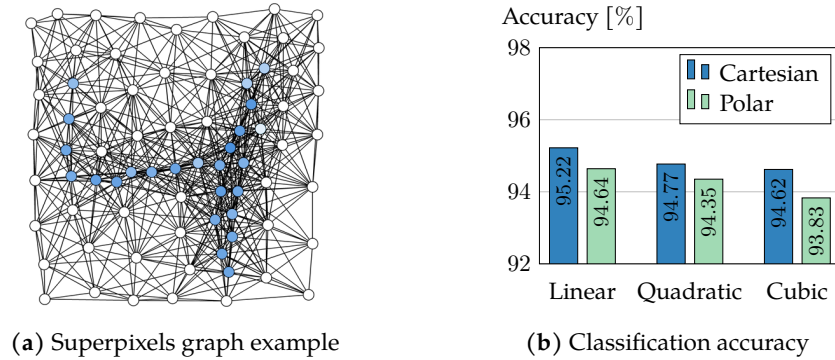 Accuracy [%]
98
96
94
92
Cartesian
Polar
95.22
94.64
94.77
94.35
94.62
93.83
Linear Quadratic Cubic
(a) Superpixels graph example
(b) Classification accuracy